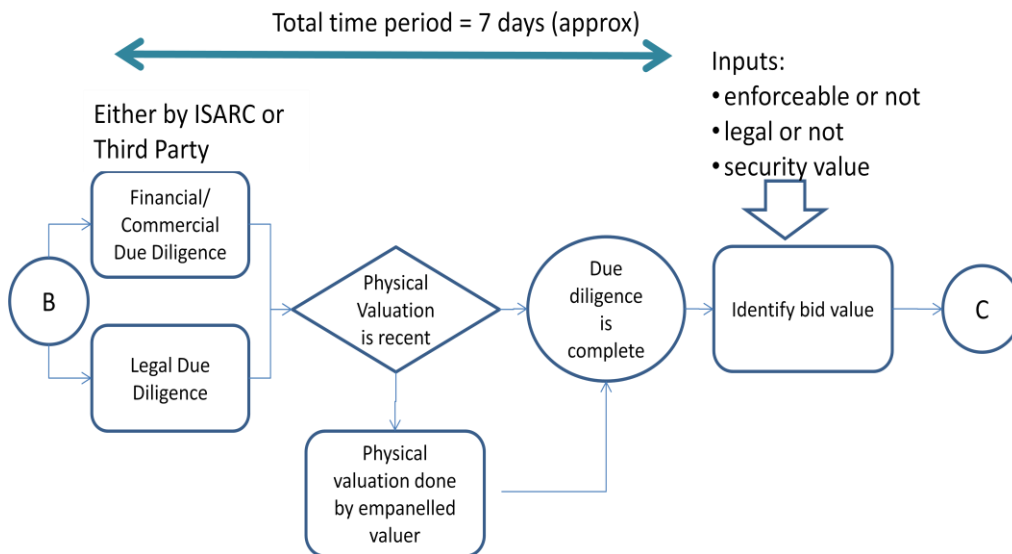 Total time period = 7 days (approx)
Inputs:
• enforceable or not
• legal or not
• security value
Either by ISARC or
Third Party
Financial/
Commercial
Due Diligence
B
Legal Due
Diligence
Physical
Valuation
is recent
Physical
valuation done
by empanelled
valuer
Due
diligence
is
complete
Identify bid value
C